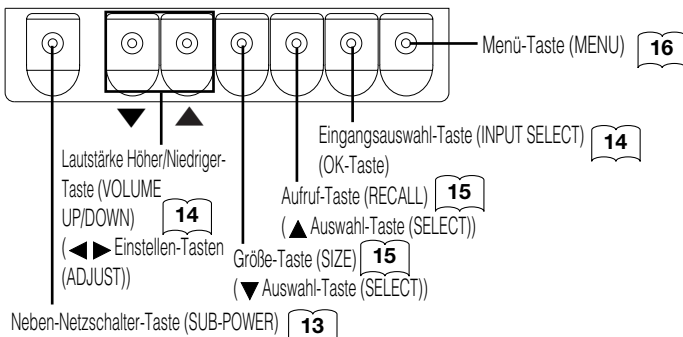 Menü-Taste (MENU) 16
Eingangsauswahl-Taste (INPUT SELECT) 14
(OK-Taste)
Aufruf-Taste (RECALL) 15
(▲Auswahl-Taste (SELECT))
Größe-Taste (SIZE) 15
(▼Auswahl-Taste (SELECT))
Lautstärke Höher/Niedriger-
Taste (VOLUME
UP/DOWN) 14
(◀ ▶Einstellen-Tasten
(ADJUST))
Neben-Netzschalter-Taste (SUB-POWER) 13